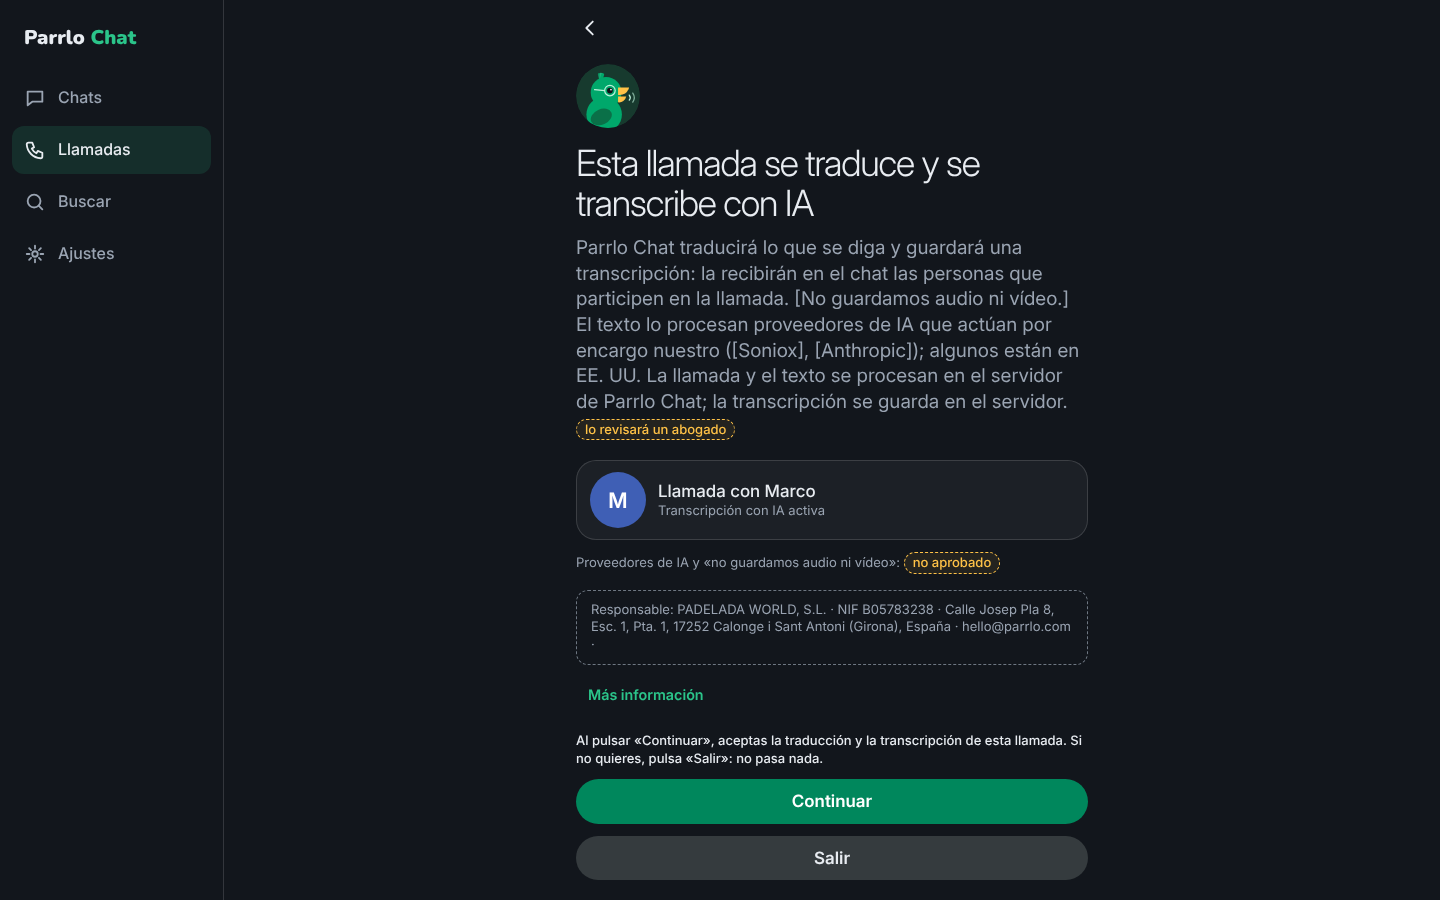 Parrlo Chat
Chats
Llamadas
Buscar
Ajustes
Esta llamada se traduce y se
transcribe con IA
Parrlo Chat traducirá lo que se diga y guardará una
transcripción: la recibirán en el chat las personas que
participen en la llamada. [No guardamos audio ni vídeo.]
El texto lo procesan proveedores de IA que actúan por
encargo nuestro ([Soniox], [Anthropic]); algunos están en
EE. UU. La llamada y el texto se procesan en el servidor
de Parrlo Chat; la transcripción se guarda en el servidor.
lo revisará un abogado
M
Llamada con Marco
Transcripción con IA activa
Proveedores de IA y «no guardamos audio ni vídeo»: no aprobado
Responsable: PADELADA WORLD, S.L. · NIF B05783238 · Calle Josep Pla 8,
Esc. 1, Pta. 1, 17252 Calonge i Sant Antoni (Girona), España · hello@parrlo.com
·
Más información
Al pulsar «Continuar», aceptas la traducción y la transcripción de esta llamada. Si
no quieres, pulsa «Salir»: no pasa nada.
Continuar
Salir